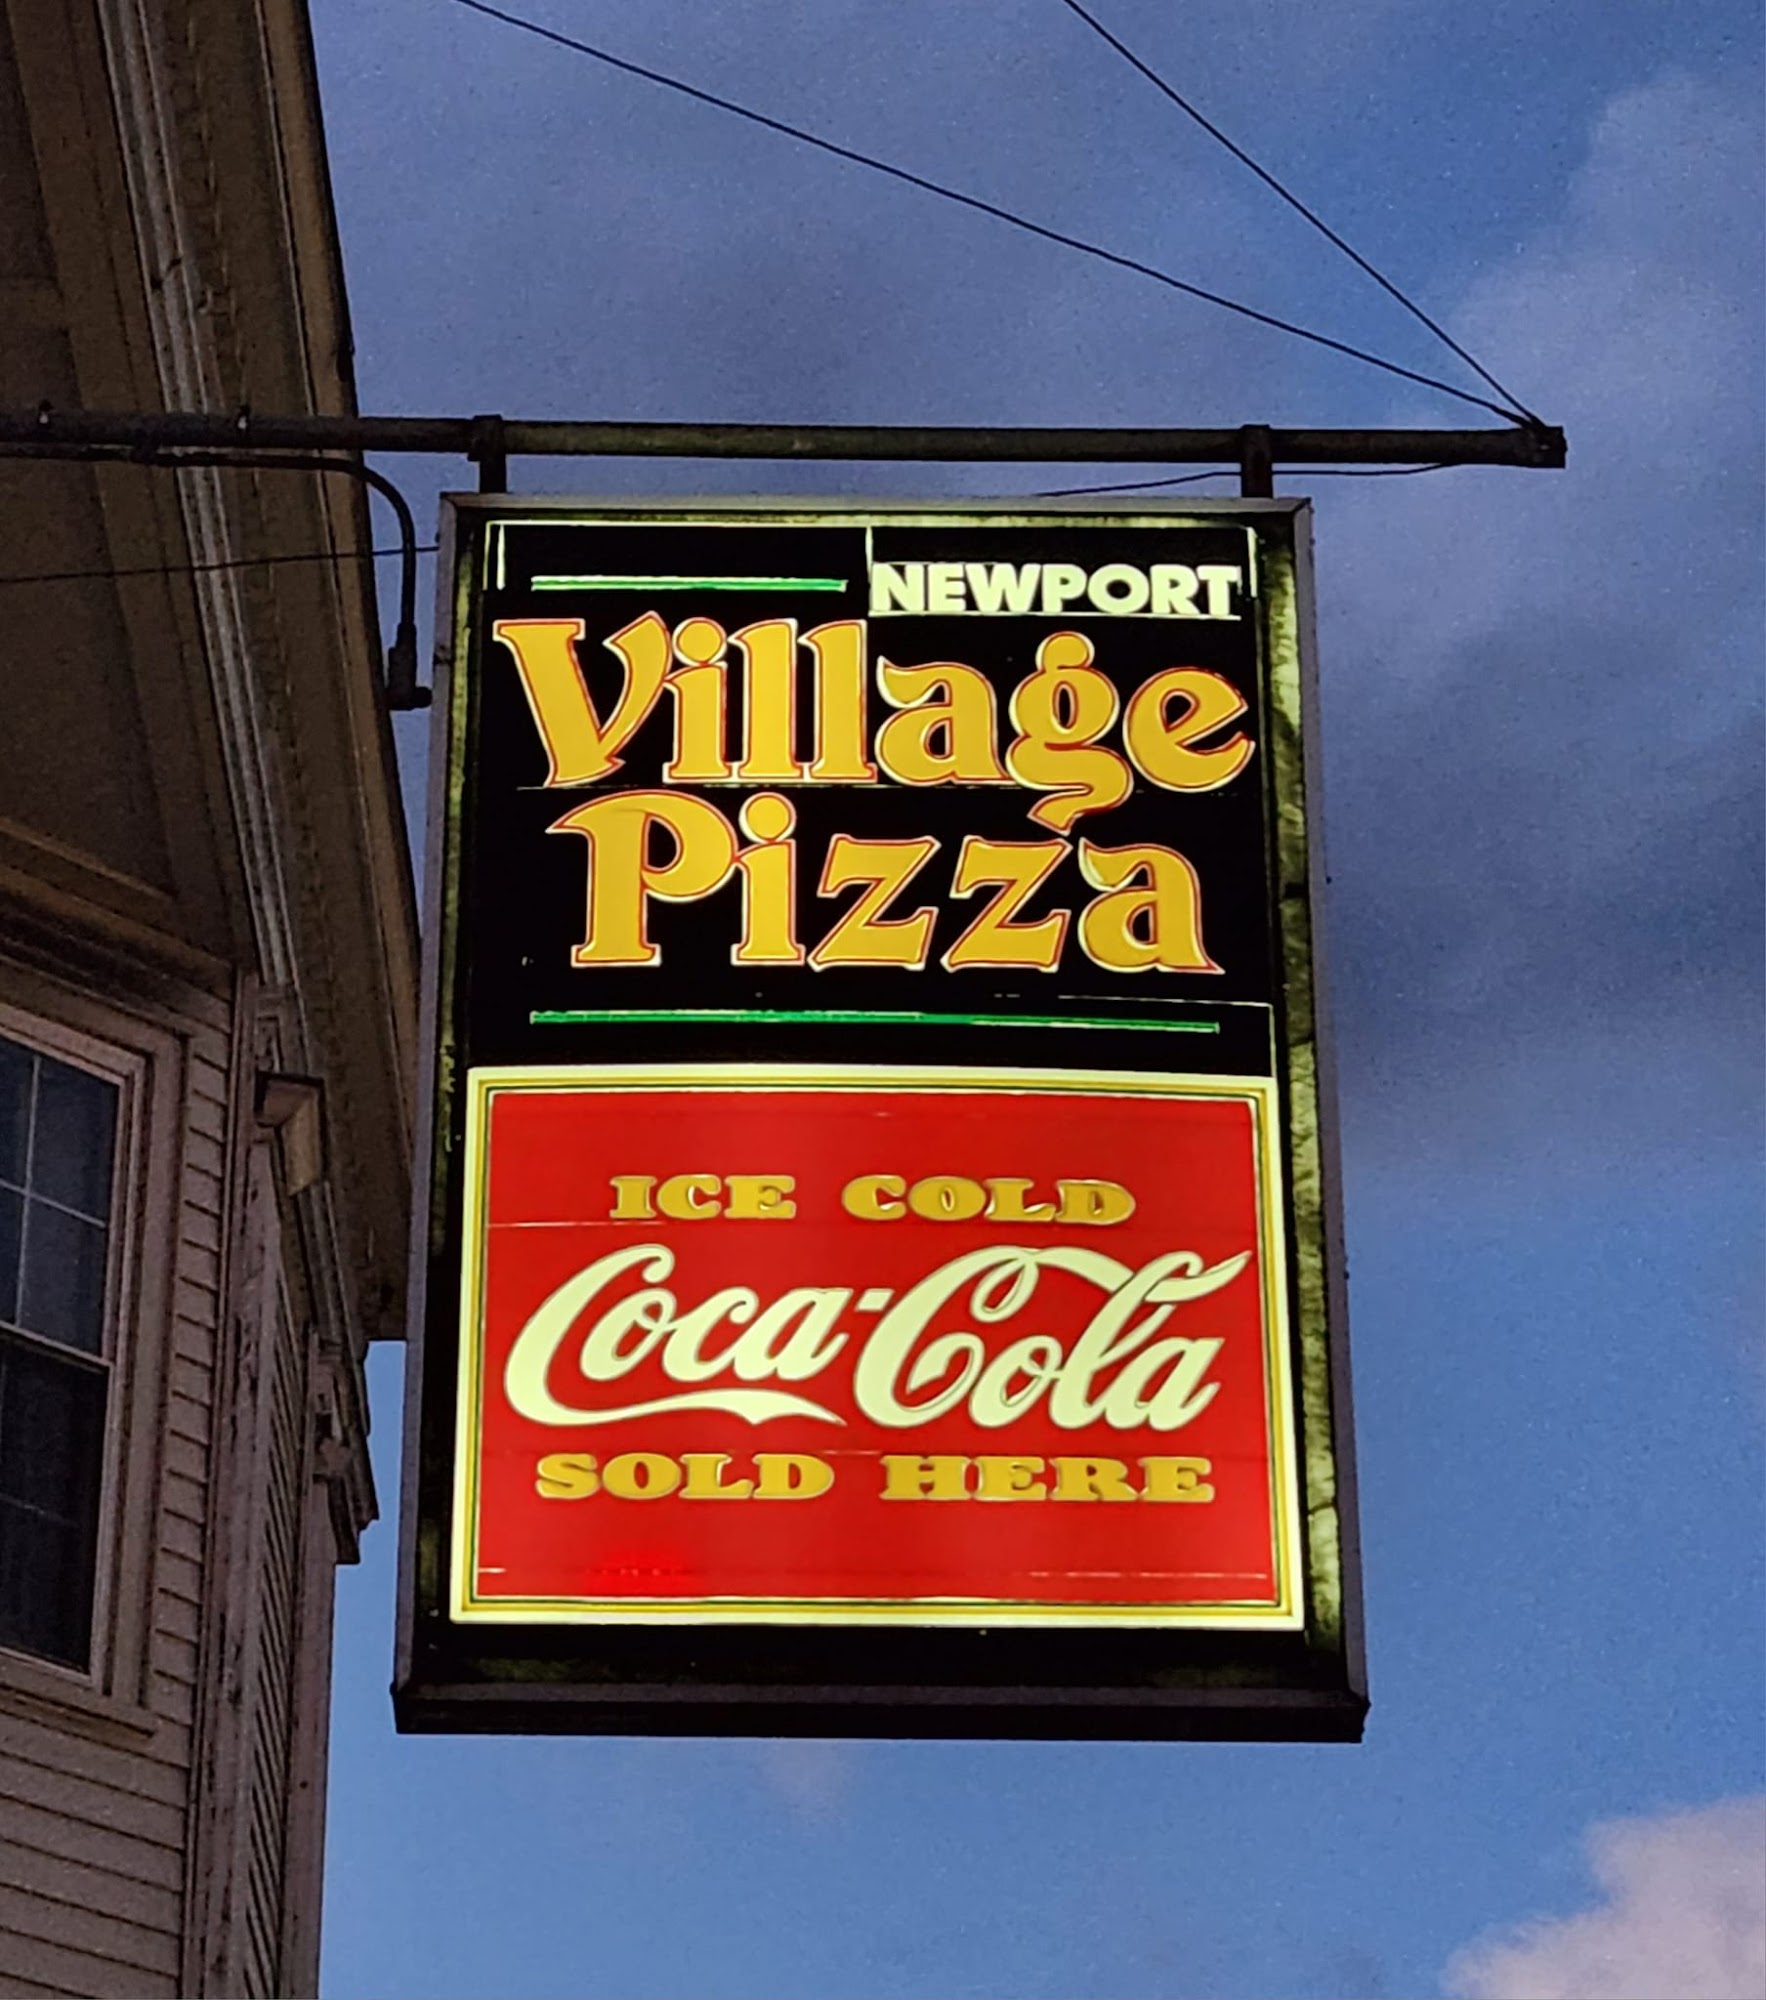 NEWPORT
Village
Pizza
ICE COLD
Coca-Cola
SOLD HERE